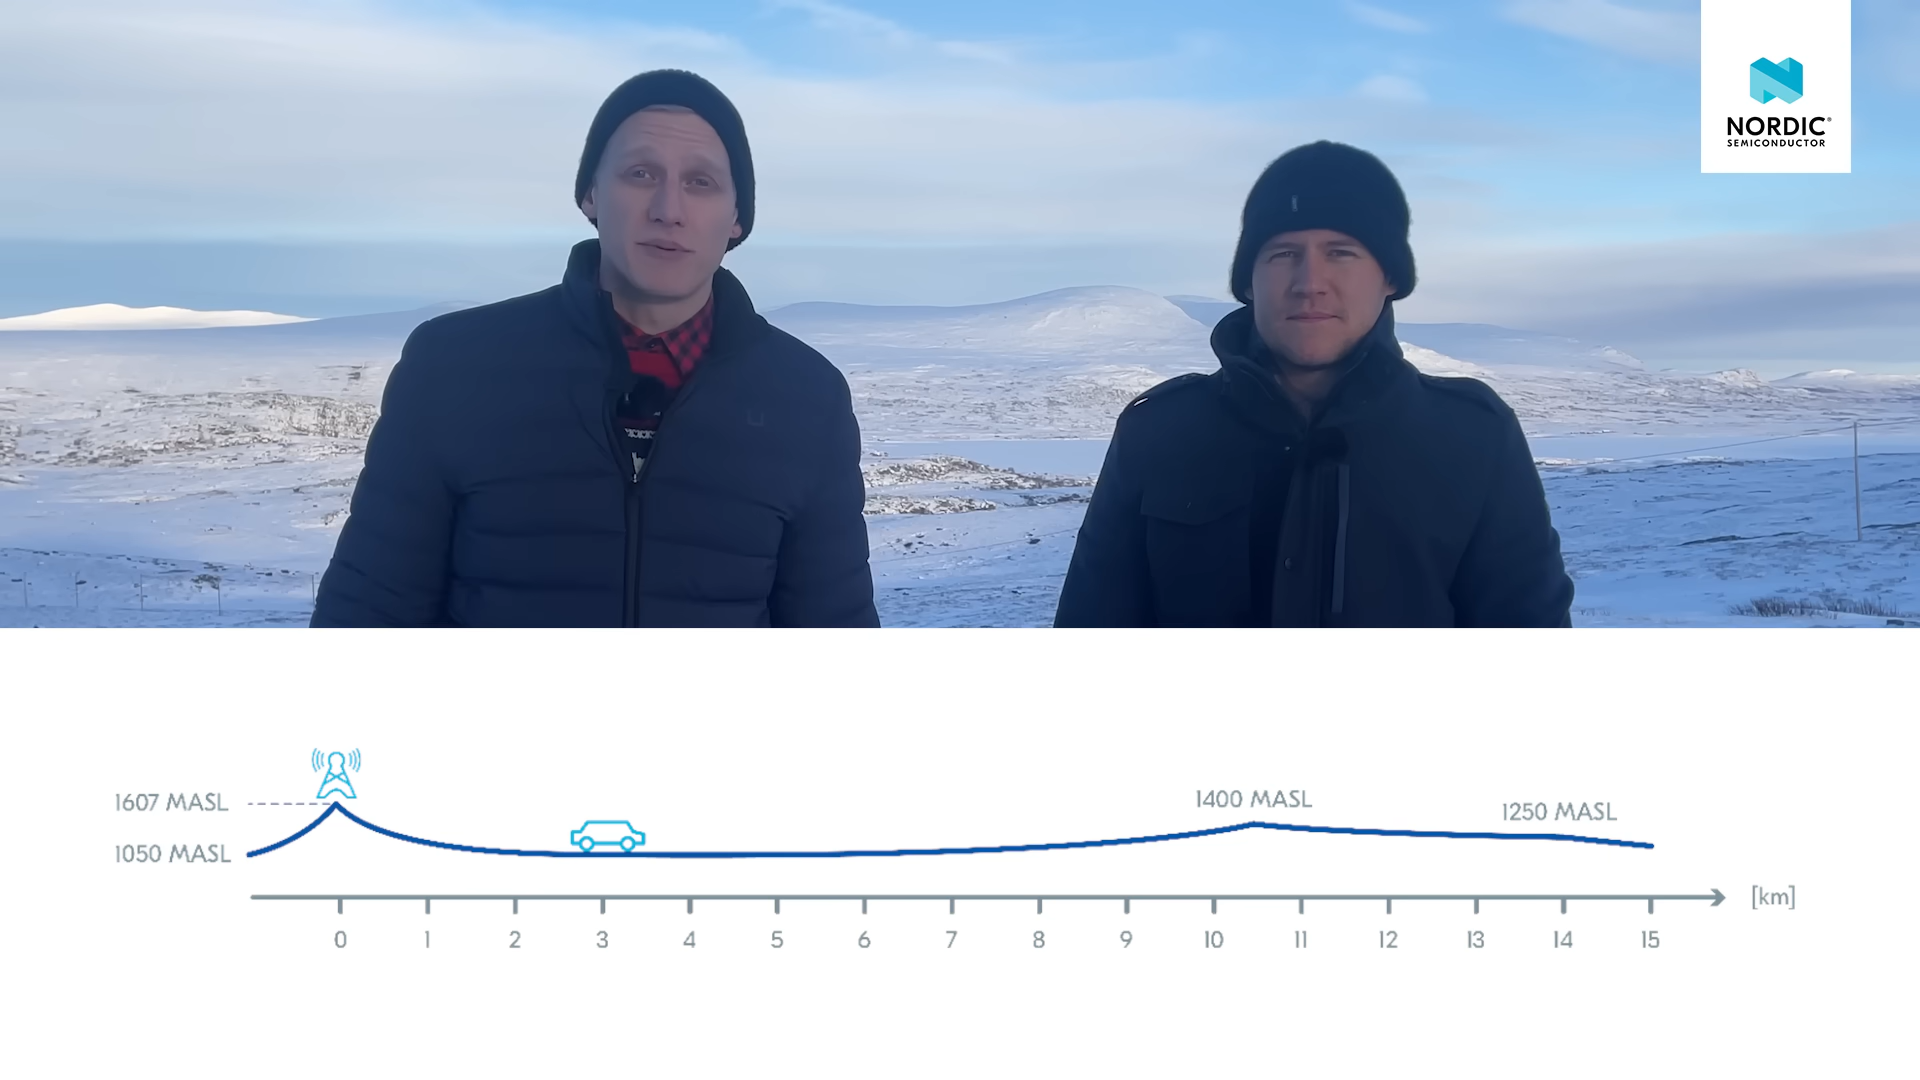 NORDIC®
SEMICONDUCTOR
1607 MASL
1050 MASL
1400 MASL
1250 MASL
[km]
0 1 2 3 4 5 6 7 8 9 10 11 12 13 14 15